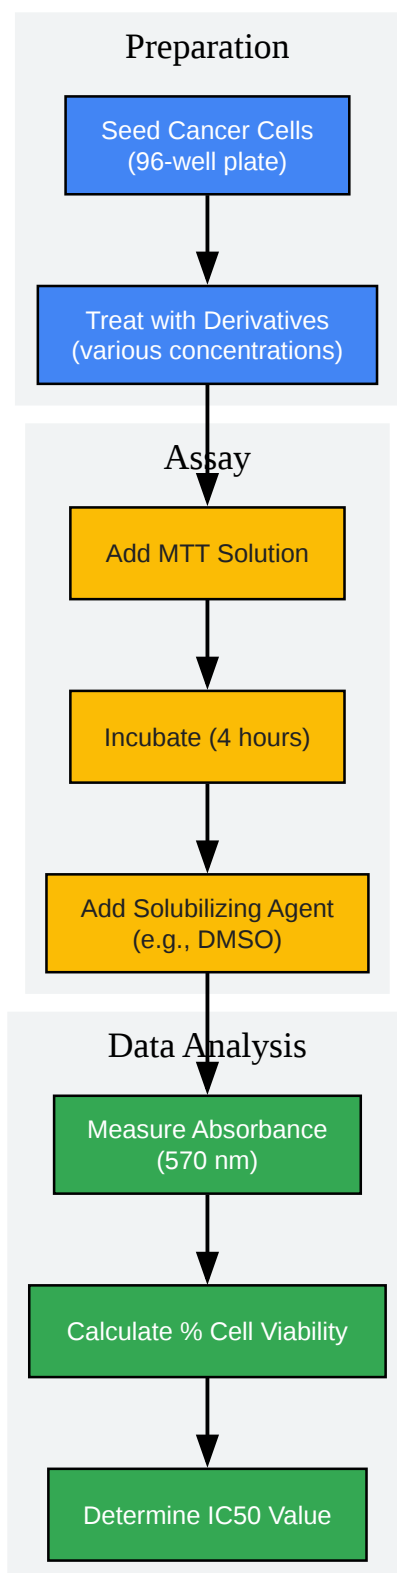 Preparation
Seed Cancer Cells
(96-well plate)
Treat with Derivatives
(various concentrations)
Assay
Add MTT Solution
Incubate (4 hours)
Add Solubilizing Agent
(e.g., DMSO)
Data Analysis
Measure Absorbance
(570 nm)
Calculate % Cell Viability
Determine IC50 Value